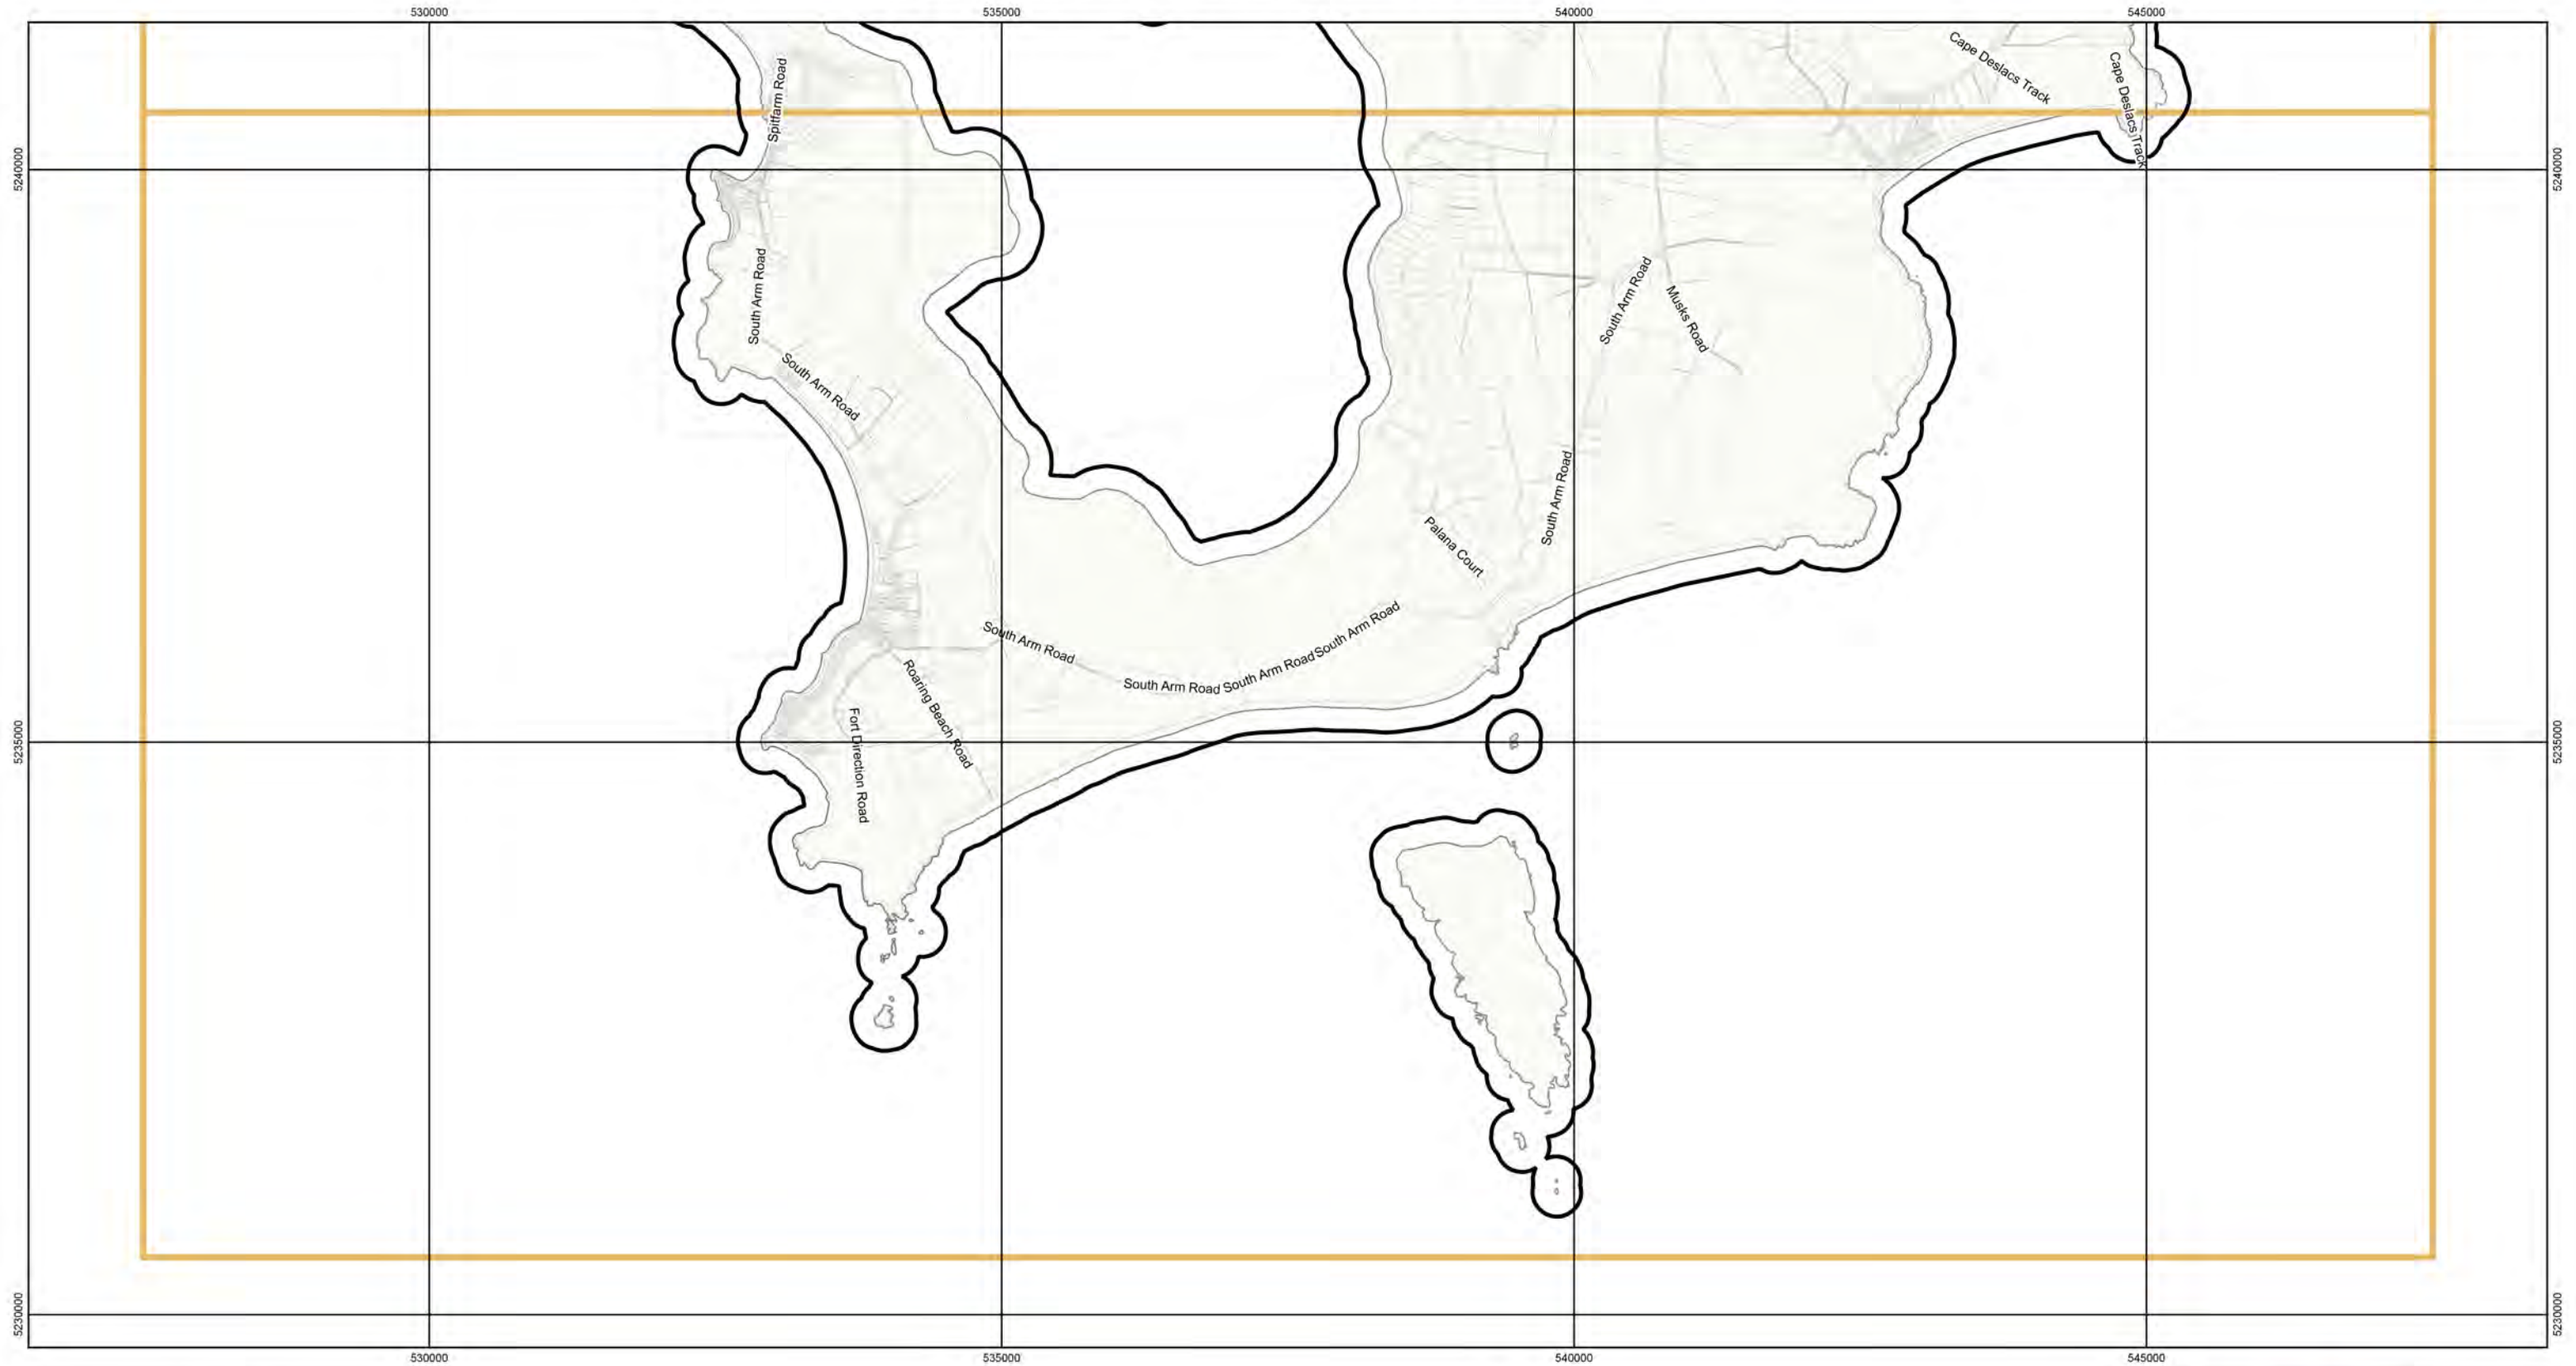 530000
535000
540000
545000
Cape Deslacs Track
Cape Deslacs Track
Spitfarm Road
5240000
5240000
South Arm Road
South Arm Road
Musks Road
South Arm Road
South Arm Road
Palana Court
South Arm Road
South Arm Road
South Arm Road
South Arm Road
Roaring Beach Road
Fort Direction Road
5235000
5235000
5230000
5230000
530000
535000
540000
545000